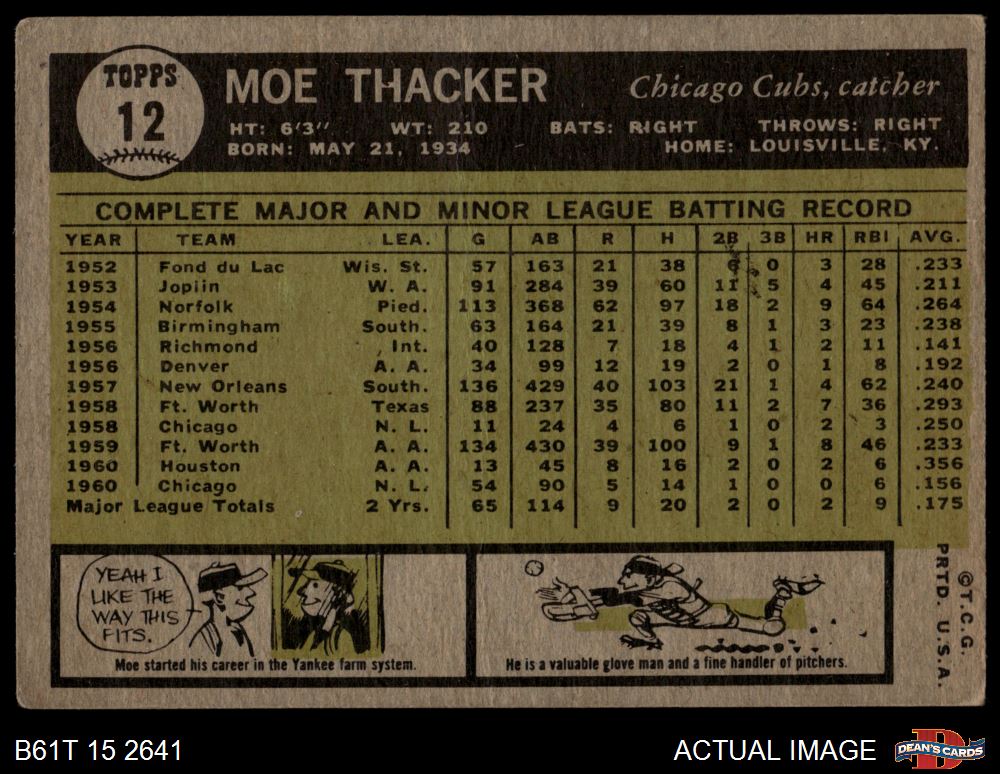 TOPPS
12
MOE THACKER Chicago Cubs, catcher
HT: 6'3" WT: 210 BATS: RIGHT THROWS: RIGHT
BORN: MAY 21, 1934 HOME: LOUISVILLE, KY.
COMPLETE MAJOR AND MINOR LEAGUE BATTING RECORD
YEAR TEAM LEA. G AB R H 2B 3B HR RBI AVG.
1952 Fond du Lac Wis. St. 57 163 21 38 0 3 28 .233
1953 Joplin W. A. 91 284 39 60 11 5 4 45 .211
1954 Norfolk Pied. 113 368 62 97 18 2 9 64 .264
1955 Birmingham South. 63 164 21 39 8 1 3 23 .238
1956 Richmond Int. 40 128 7 18 4 1 2 11 .141
1956 Denver A. A. 34 99 12 19 2 0 1 8 .192
1957 New Orleans South. 136 429 40 103 21 1 4 62 .240
1958 Ft. Worth Texas 88 237 35 80 11 2 7 36 .293
1958 Chicago N. L. 11 24 4 6 1 0 2 3 .250
1959 Ft. Worth A. A. 134 430 39 100 9 1 8 46 .233
1960 Houston A. A. 13 45 8 16 2 0 2 6 .356
1960 Chicago N. L. 54 90 5 14 1 0 0 6 .156
Major League Totals 2 Yrs. 65 114 9 20 2 0 2 9 .175
YEAH I
LIKE THE
WAY THIS
FITS.
Moe started his career in the Yankee farm system.
He is a valuable glove man and a fine handler of pitchers.
©T.C.G.
PRTD. U.S.A.
B61T 15 2641
ACTUAL IMAGE
DEAN'S CARDS